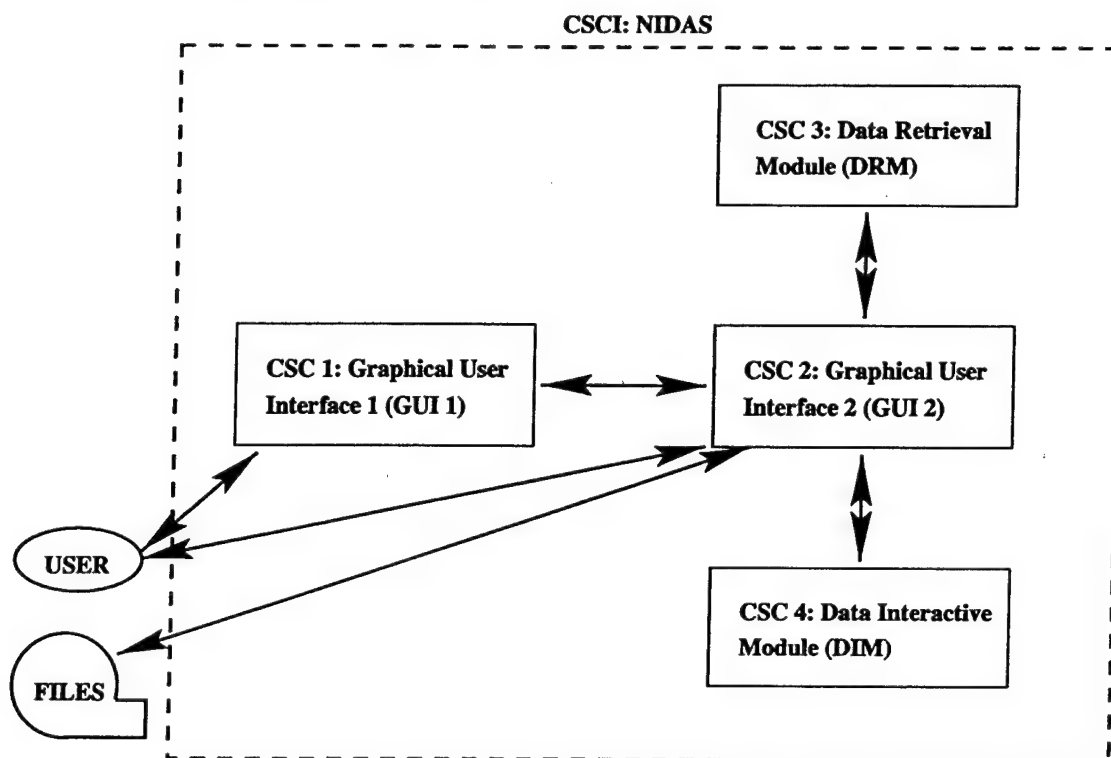 CSCI: NIDAS
CSC 3: Data Retrieval
Module (DRM)
CSC 1: Graphical User
Interface 1 (GUI 1)
CSC 2: Graphical User
Interface 2 (GUI 2)
USER
CSC 4: Data Interactive
Module (DIM)
FILES